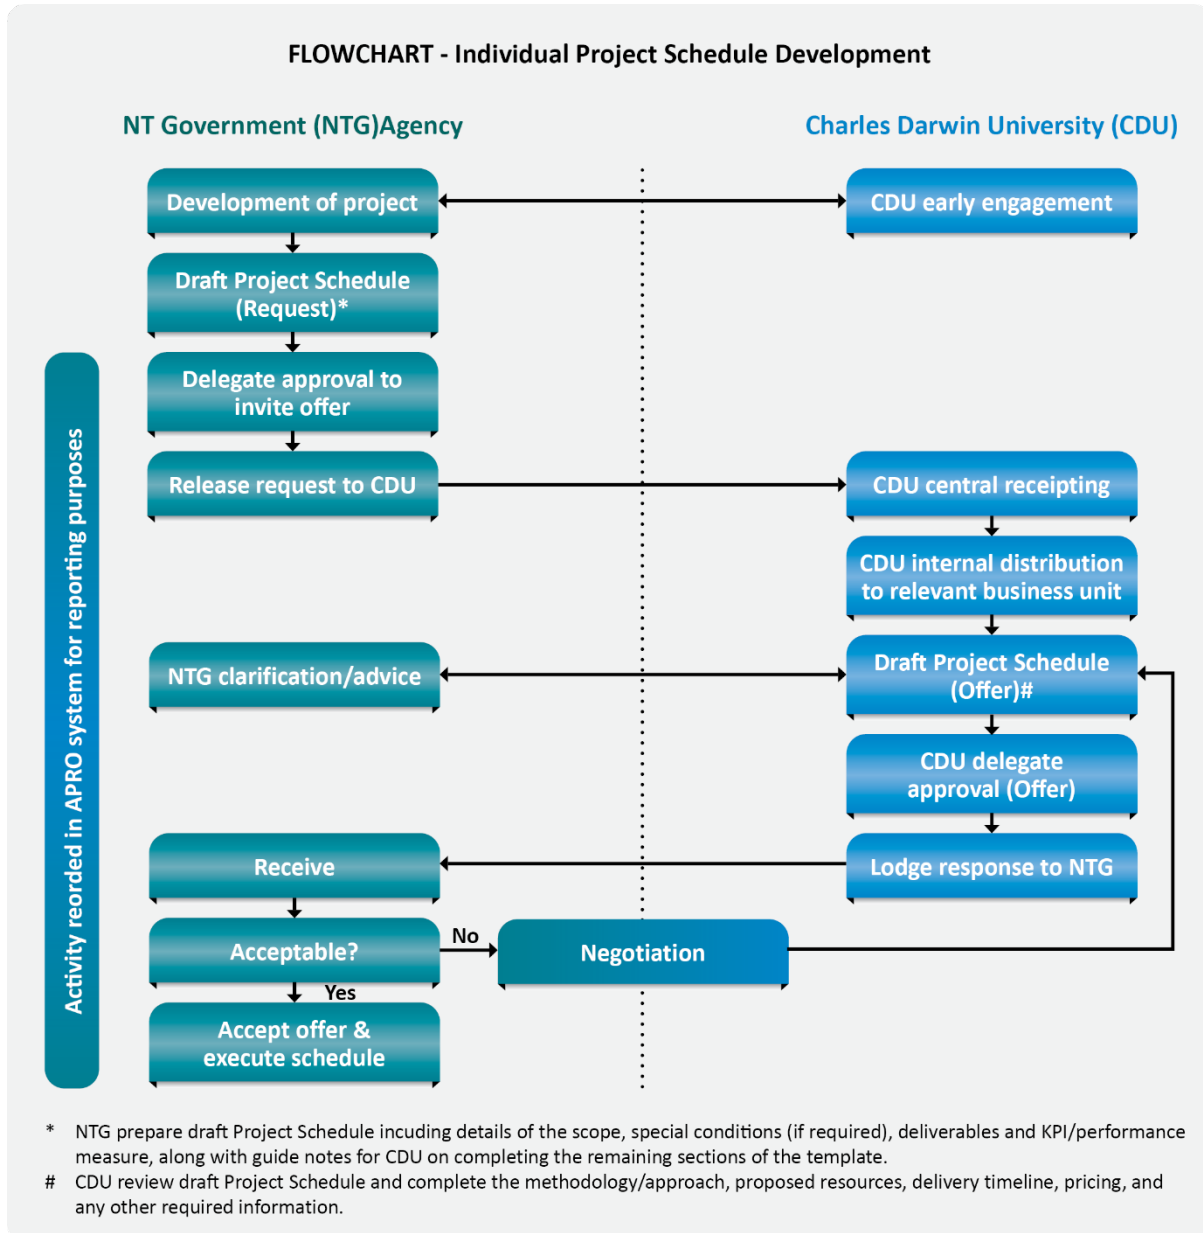 FLOWCHART - Individual Project Schedule Development
NT Government (NTG)Agency
Charles Darwin University (CDU)
Development of project
CDU early engagement
Draft Project Schedule
(Request)*
Delegate approval to
invite offer
Release request to CDU
CDU central receipting
CDU internal distribution
to relevant business unit
NTG clarification/advice
Draft Project Schedule
(Offer)#
CDU delegate
approval (Offer)
Receive
Lodge response to NTG
Acceptable?
No
Negotiation
Yes
Accept offer &
execute schedule
Activity reorded in APRO system for reporting purposes
* NTG prepare draft Project Schedule incuding details of the scope, special conditions (if required), deliverables and KPI/performance
measure, along with guide notes for CDU on completing the remaining sections of the template.
# CDU review draft Project Schedule and complete the methodology/approach, proposed resources, delivery timeline, pricing, and
any other required information.